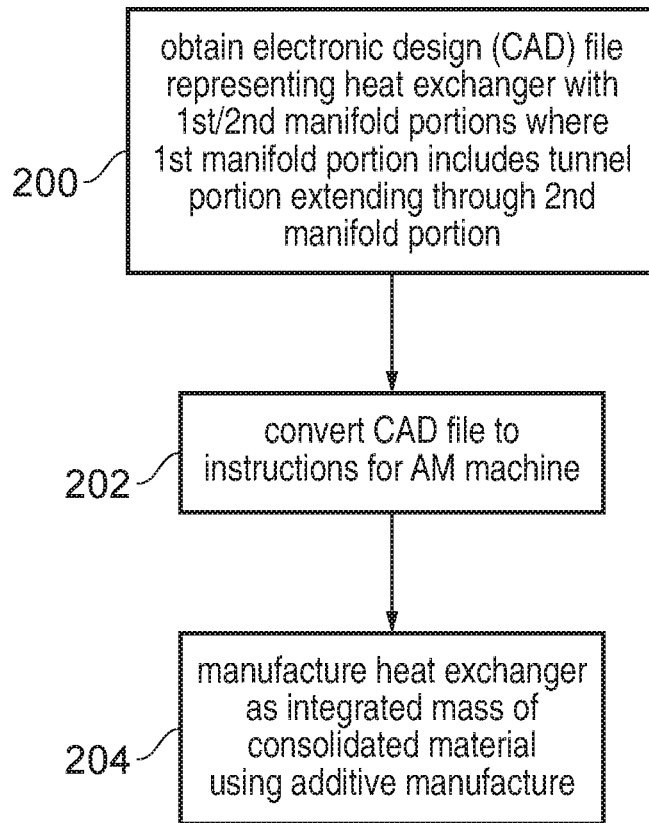 obtain electronic design (CAD) file
representing heat exchanger with
1st/2nd manifold portions where
1st manifold portion includes tunnel
portion extending through 2nd
manifold portion
200
convert CAD file to
instructions for AM machine
202
manufacture heat exchanger
as integrated mass of
consolidated material
using additive manufacture
204